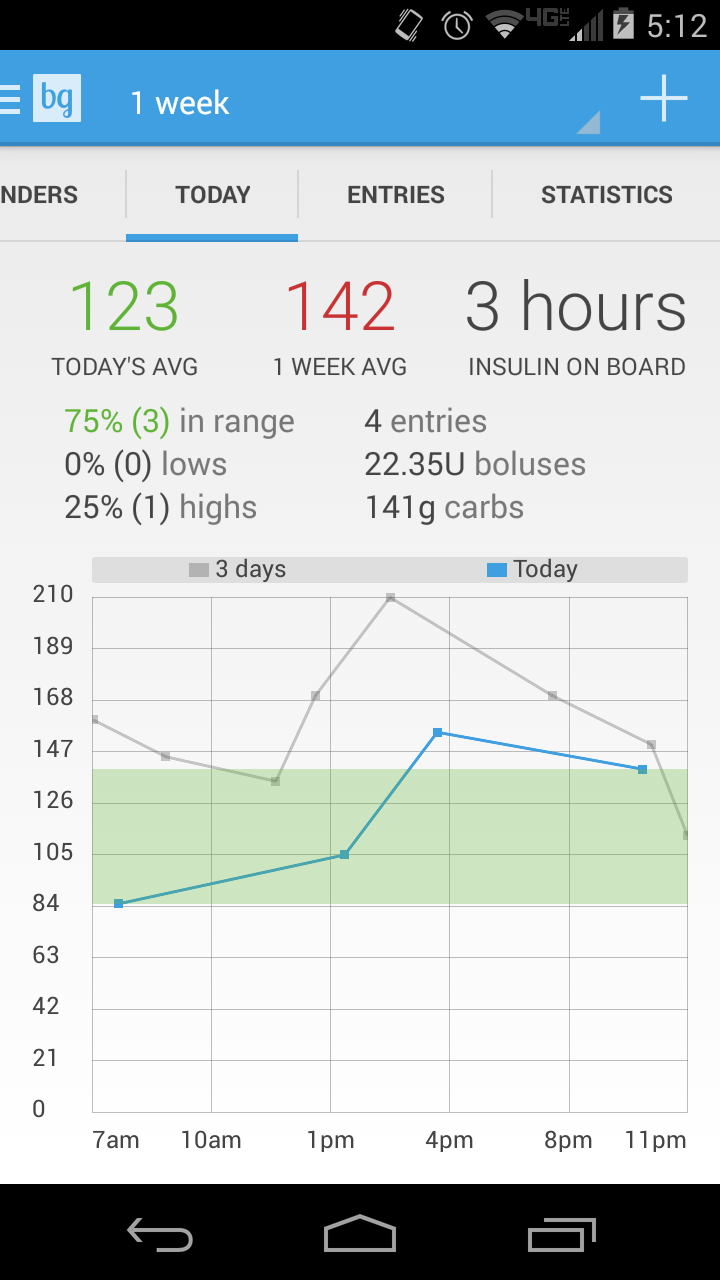 4G LTE 5:12
bg 1 week
NDERS TODAY ENTRIES STATISTICS
123 142 3 hours
TODAY'S AVG 1 WEEK AVG INSULIN ON BOARD
75% (3) in range 4 entries
0% (0) lows 22.35U boluses
25% (1) highs 141g carbs
3 days Today
210
189
168
147
126
105
84
63
42
21
0
7am 10am 1pm 4pm 8pm 11pm